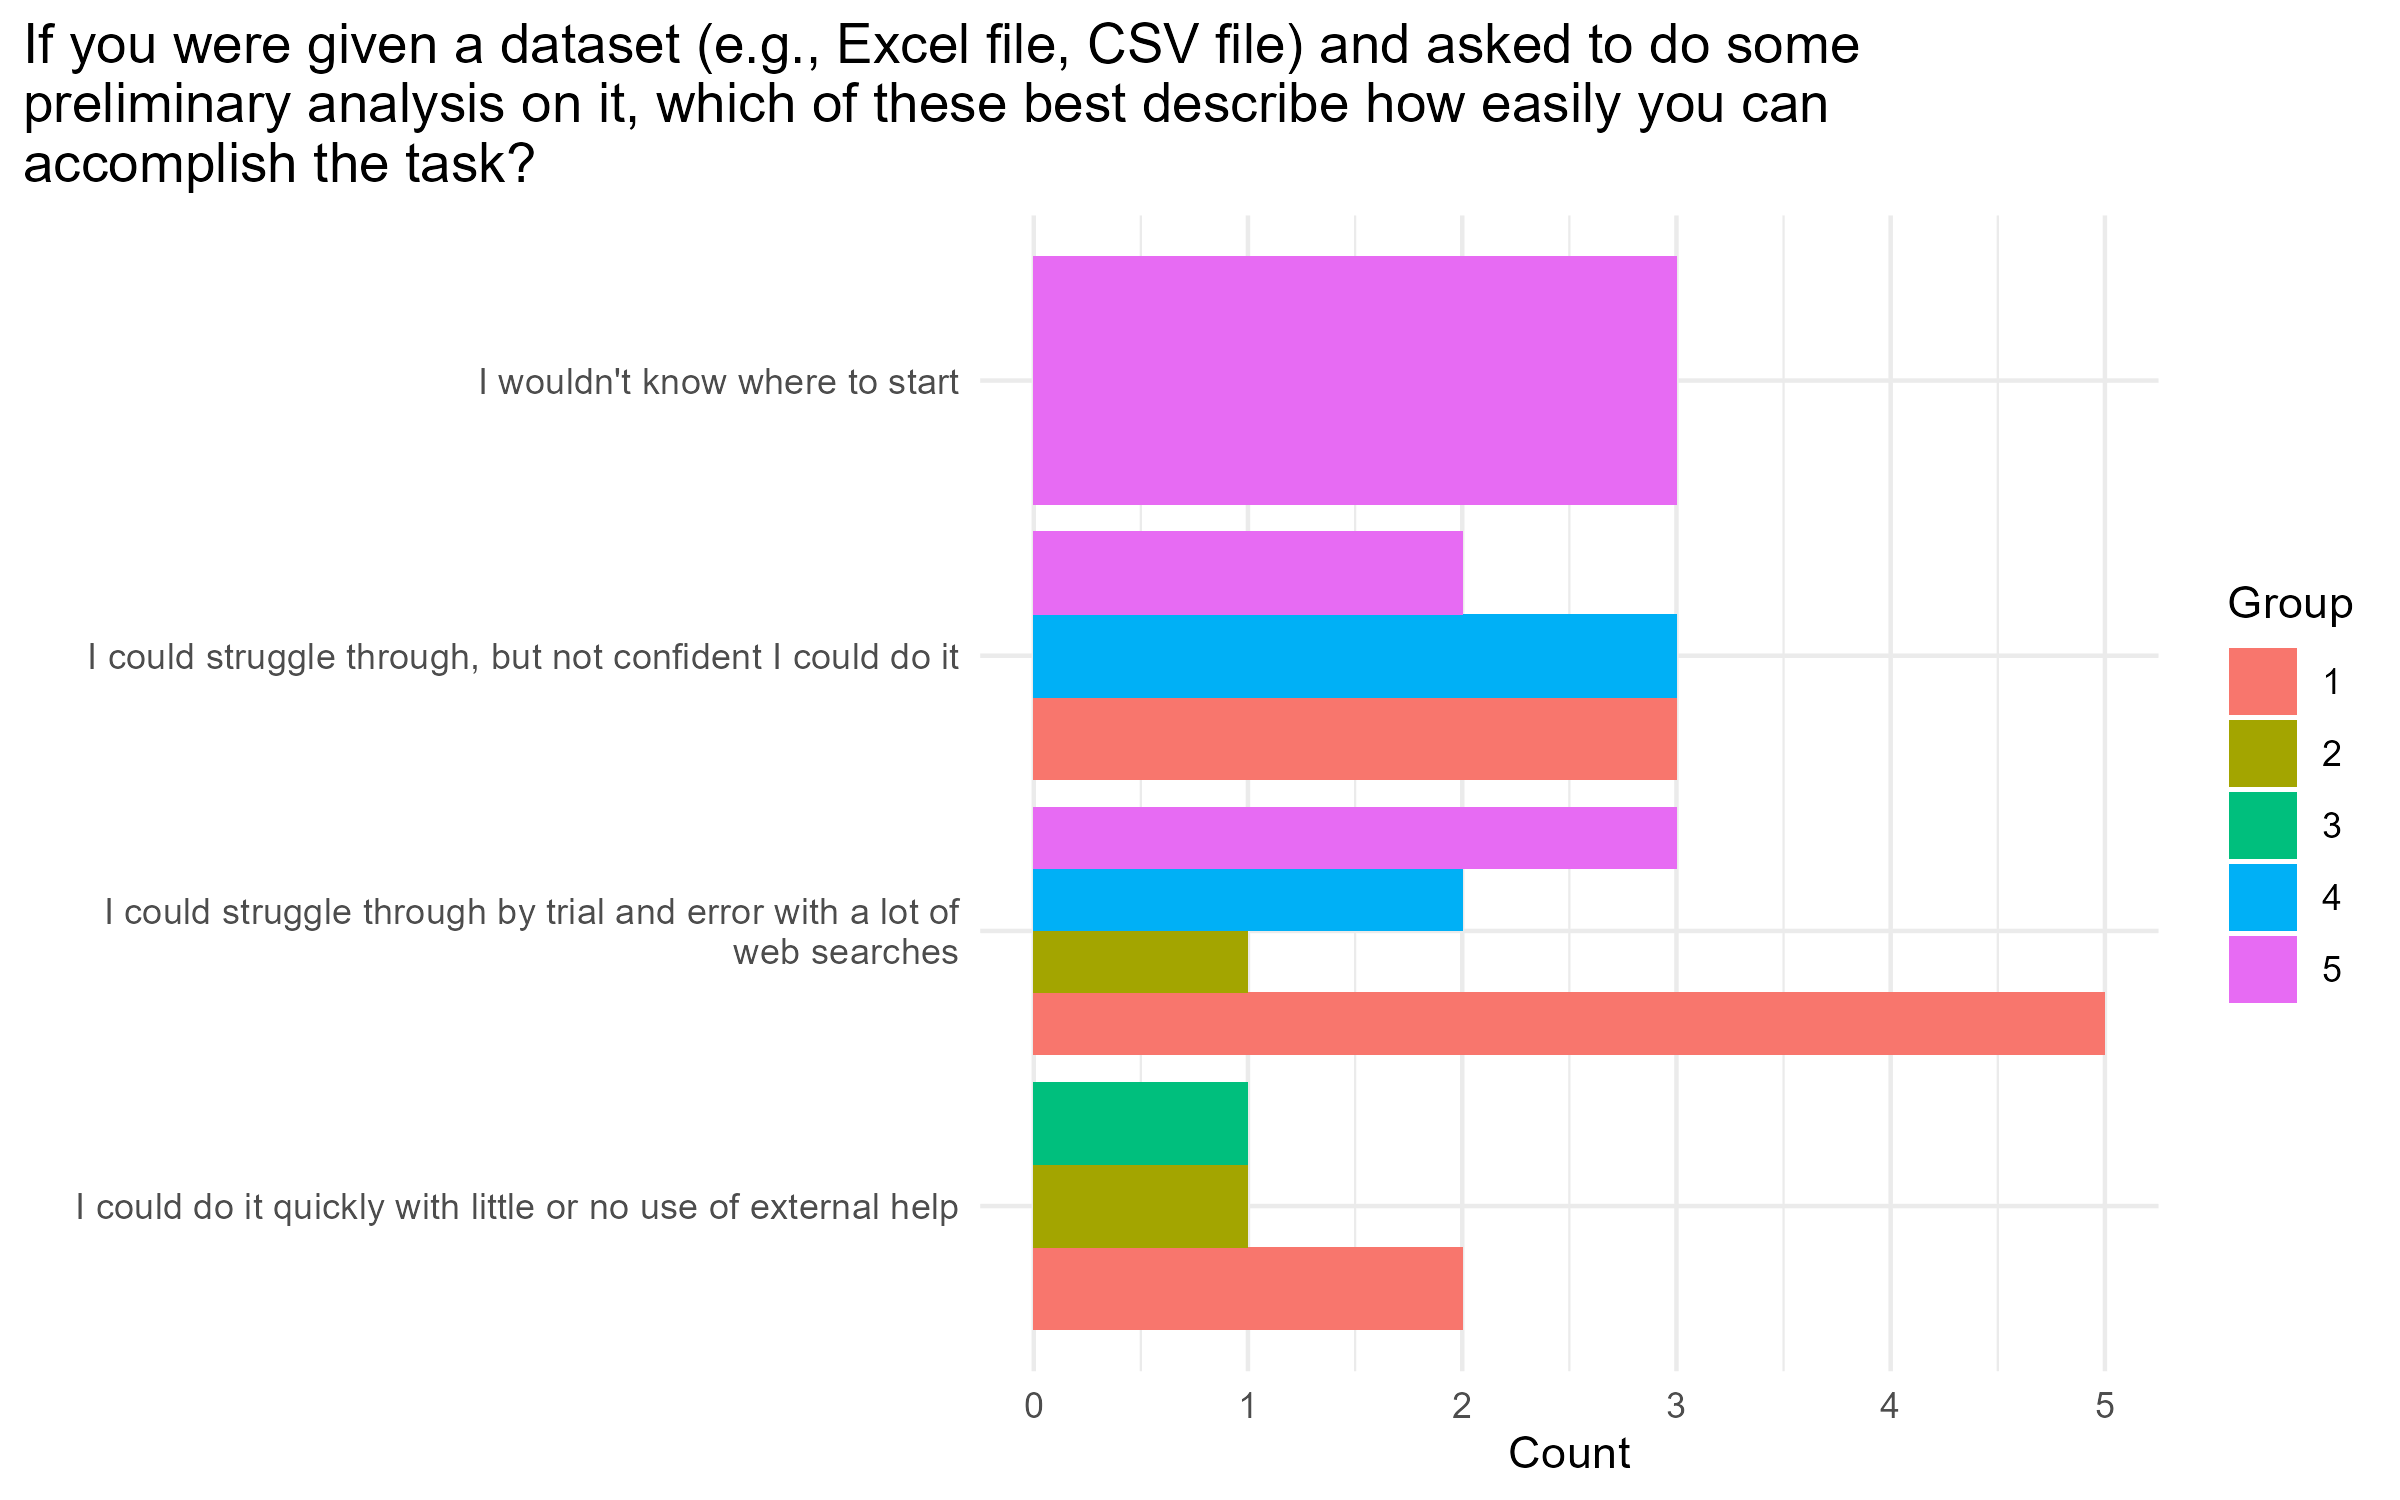 If you were given a dataset (e.g., Excel file, CSV file) and asked to do some
preliminary analysis on it, which of these best describe how easily you can
accomplish the task?
I wouldn't know where to start
I could struggle through, but not confident I could do it
I could struggle through by trial and error with a lot of
web searches
I could do it quickly with little or no use of external help
0 1 2 3 4 5
Count
Group
1
2
3
4
5